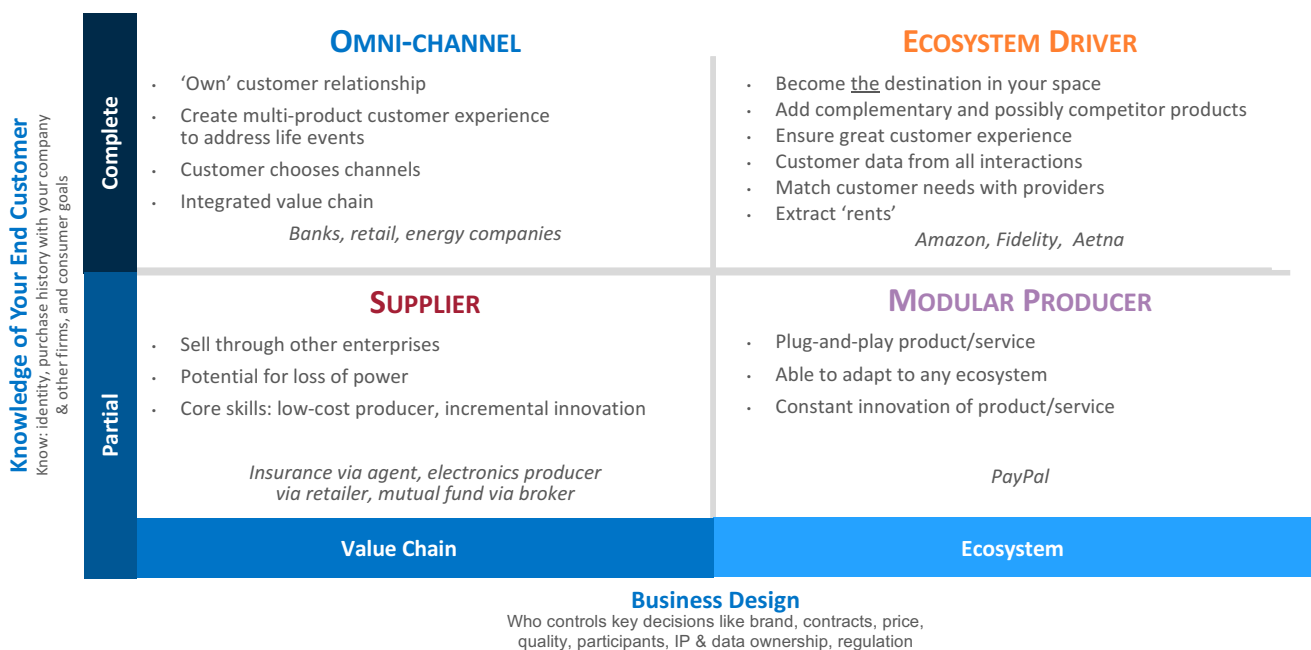 Knowledge of Your End Customer
Know: identity, purchase history with your company
& other firms, and consumer goals
Complete
Partial
OMNI-CHANNEL
· 'Own' customer relationship
· Create multi-product customer experience
to address life events
· Customer chooses channels
· Integrated value chain
Banks, retail, energy companies
ECOSYSTEM DRIVER
· Become the destination in your space
· Add complementary and possibly competitor products
· Ensure great customer experience
· Customer data from all interactions
· Match customer needs with providers
· Extract 'rents'
Amazon, Fidelity, Aetna
SUPPLIER
· Sell through other enterprises
· Potential for loss of power
· Core skills: low-cost producer, incremental innovation
Insurance via agent, electronics producer
via retailer, mutual fund via broker
MODULAR PRODUCER
· Plug-and-play product/service
· Able to adapt to any ecosystem
· Constant innovation of product/service
PayPal
Value Chain
Ecosystem
Business Design
Who controls key decisions like brand, contracts, price,
quality, participants, IP & data ownership, regulation